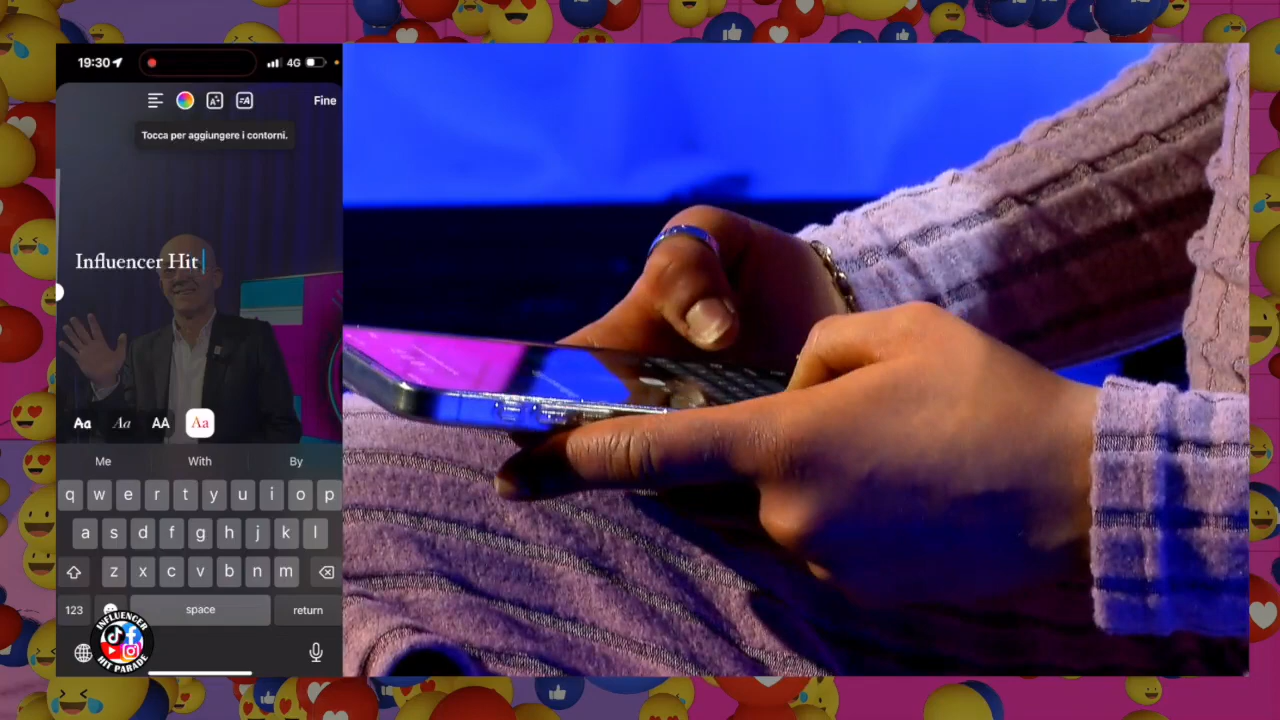 19:30
4G
Fine
Tocca per aggiungere i contorni.
Influencer Hit
Aa Aa AA Aa
Me With By
q w e r t y u i o p
a s d f g h j k l
z x c v b n m
123 space return
INFLUENCER
HIT PARADE